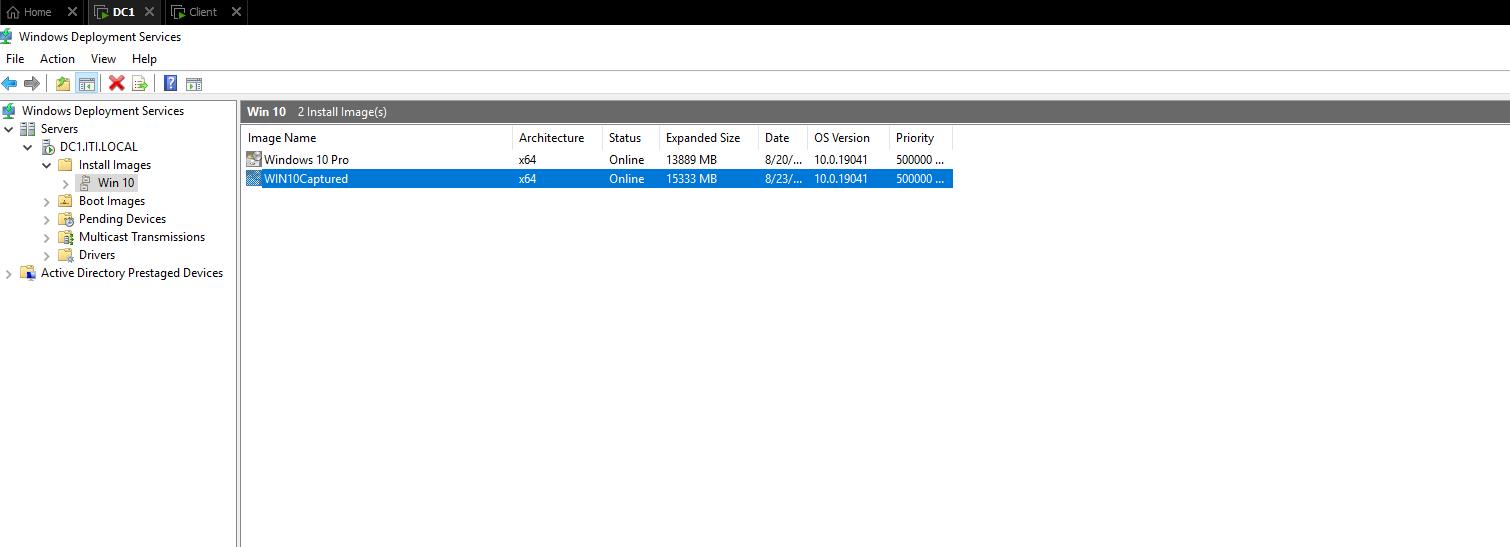 Home DC1 Client
Windows Deployment Services
File Action View Help
Windows Deployment Services
Servers
DC1.ITI.LOCAL
Install Images
Win 10
Boot Images
Pending Devices
Multicast Transmissions
Drivers
Active Directory Prestaged Devices
Win 10 2 Install Image(s)
Image Name Architecture Status Expanded Size Date OS Version Priority
Windows 10 Pro x64 Online 13889 MB 8/20/... 10.0.19041 500000 ...
WIN10Captured x64 Online 15333 MB 8/23/... 10.0.19041 500000 ...